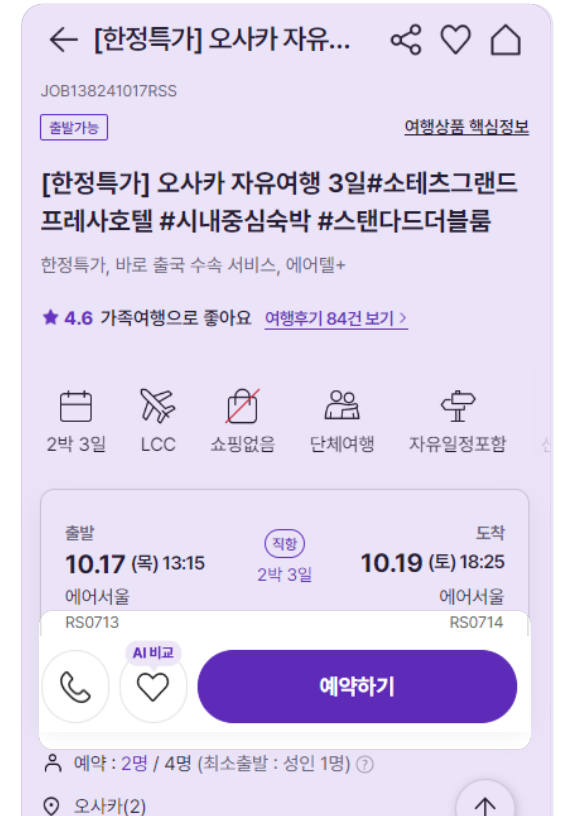 [한정특가] 오사카 자유...
JOB138241017RSS
출발가능
여행상품 핵심정보
[한정특가] 오사카 자유여행 3일#소테츠그랜드
프레사호텔 #시내중심숙박 #스탠다드더블룸
한정특가, 바로 출국 수속 서비스, 에어텔+
4.6 가족여행으로 좋아요 여행후기 84건 보기 >
2박 3일 LCC 쇼핑없음 단체여행 자유일정포함
출발 직항 도착
10.17 (목) 13:15 2박 3일 10.19 (토) 18:25
에어서울 에어서울
RS0713 RS0714
AI 비교
예약하기
예약 : 2명 / 4명 (최소출발 : 성인 1명) ?
오사카(2)